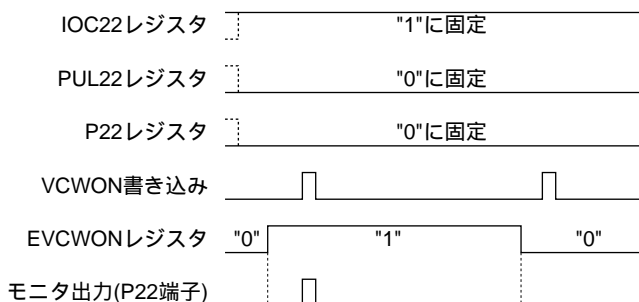 IOC22レジスタ "1"に固定
PUL22レジスタ "0"に固定
P22レジスタ "0"に固定
VCWON書き込み
EVCWONレジスタ "0" "1" "0"
モニタ出力(P22端子)